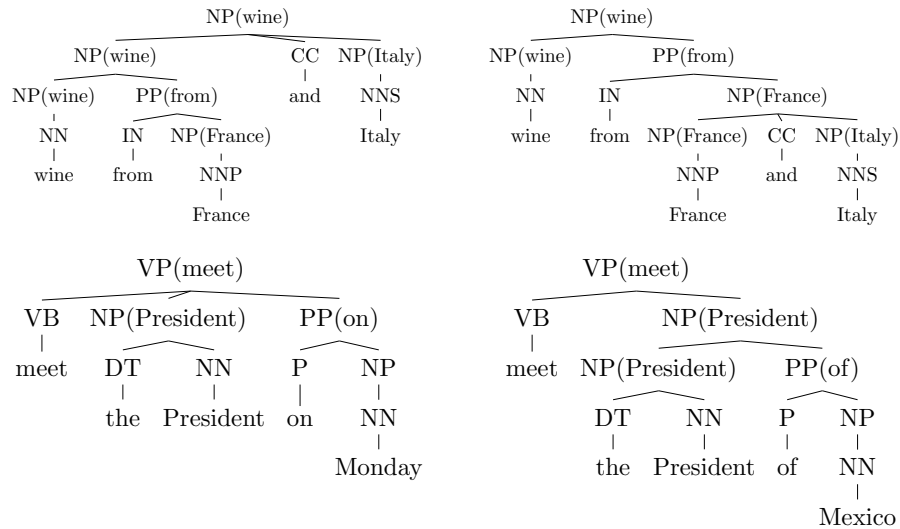 NP(wine)
NP(wine) CC NP(Italy)
NP(wine) PP(from) and NNS
NN IN NP(France) Italy
wine from NNP
France
NP(wine)
NP(wine) PP(from)
NN IN NP(France)
wine from NP(France) CC NP(Italy)
NNP and NNS
France Italy
VP(meet)
VB NP(President) PP(on)
meet DT NN P NP
the President on NN
Monday
VP(meet)
VB NP(President)
meet NP(President) PP(of)
DT NN P NP
the President of NN
Mexico